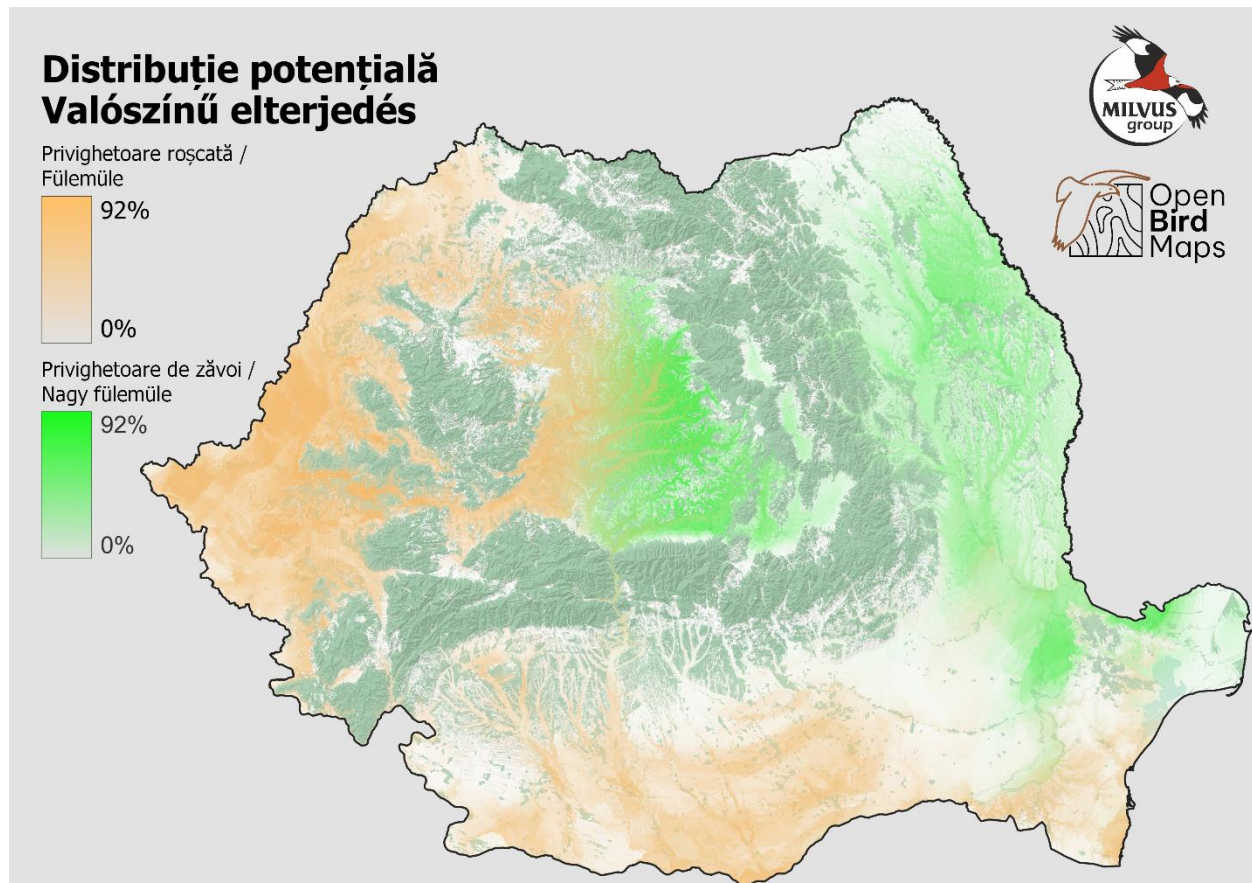 Distribuție potențială
Valószínű elterjedés
Privighetoare roșcată /
Fülemüle
92%
0%
Privighetoare de zăvoi /
Nagy fülemüle
92%
0%
MILVUS
group
Open
Bird
Maps